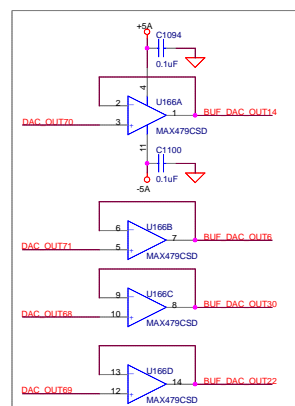 +5A
C1094
0.1uF
4
U166A
2
1
BUF_DAC_OUT14
DAC_OUT70
3
MAX479CSD
11
C1100
0.1uF
-5A
6
U166B
7
BUF_DAC_OUT6
DAC_OUT71
5
MAX479CSD
9
U166C
8
BUF_DAC_OUT30
DAC_OUT68
10
MAX479CSD
13
U166D
14
BUF_DAC_OUT22
DAC_OUT69
12
MAX479CSD